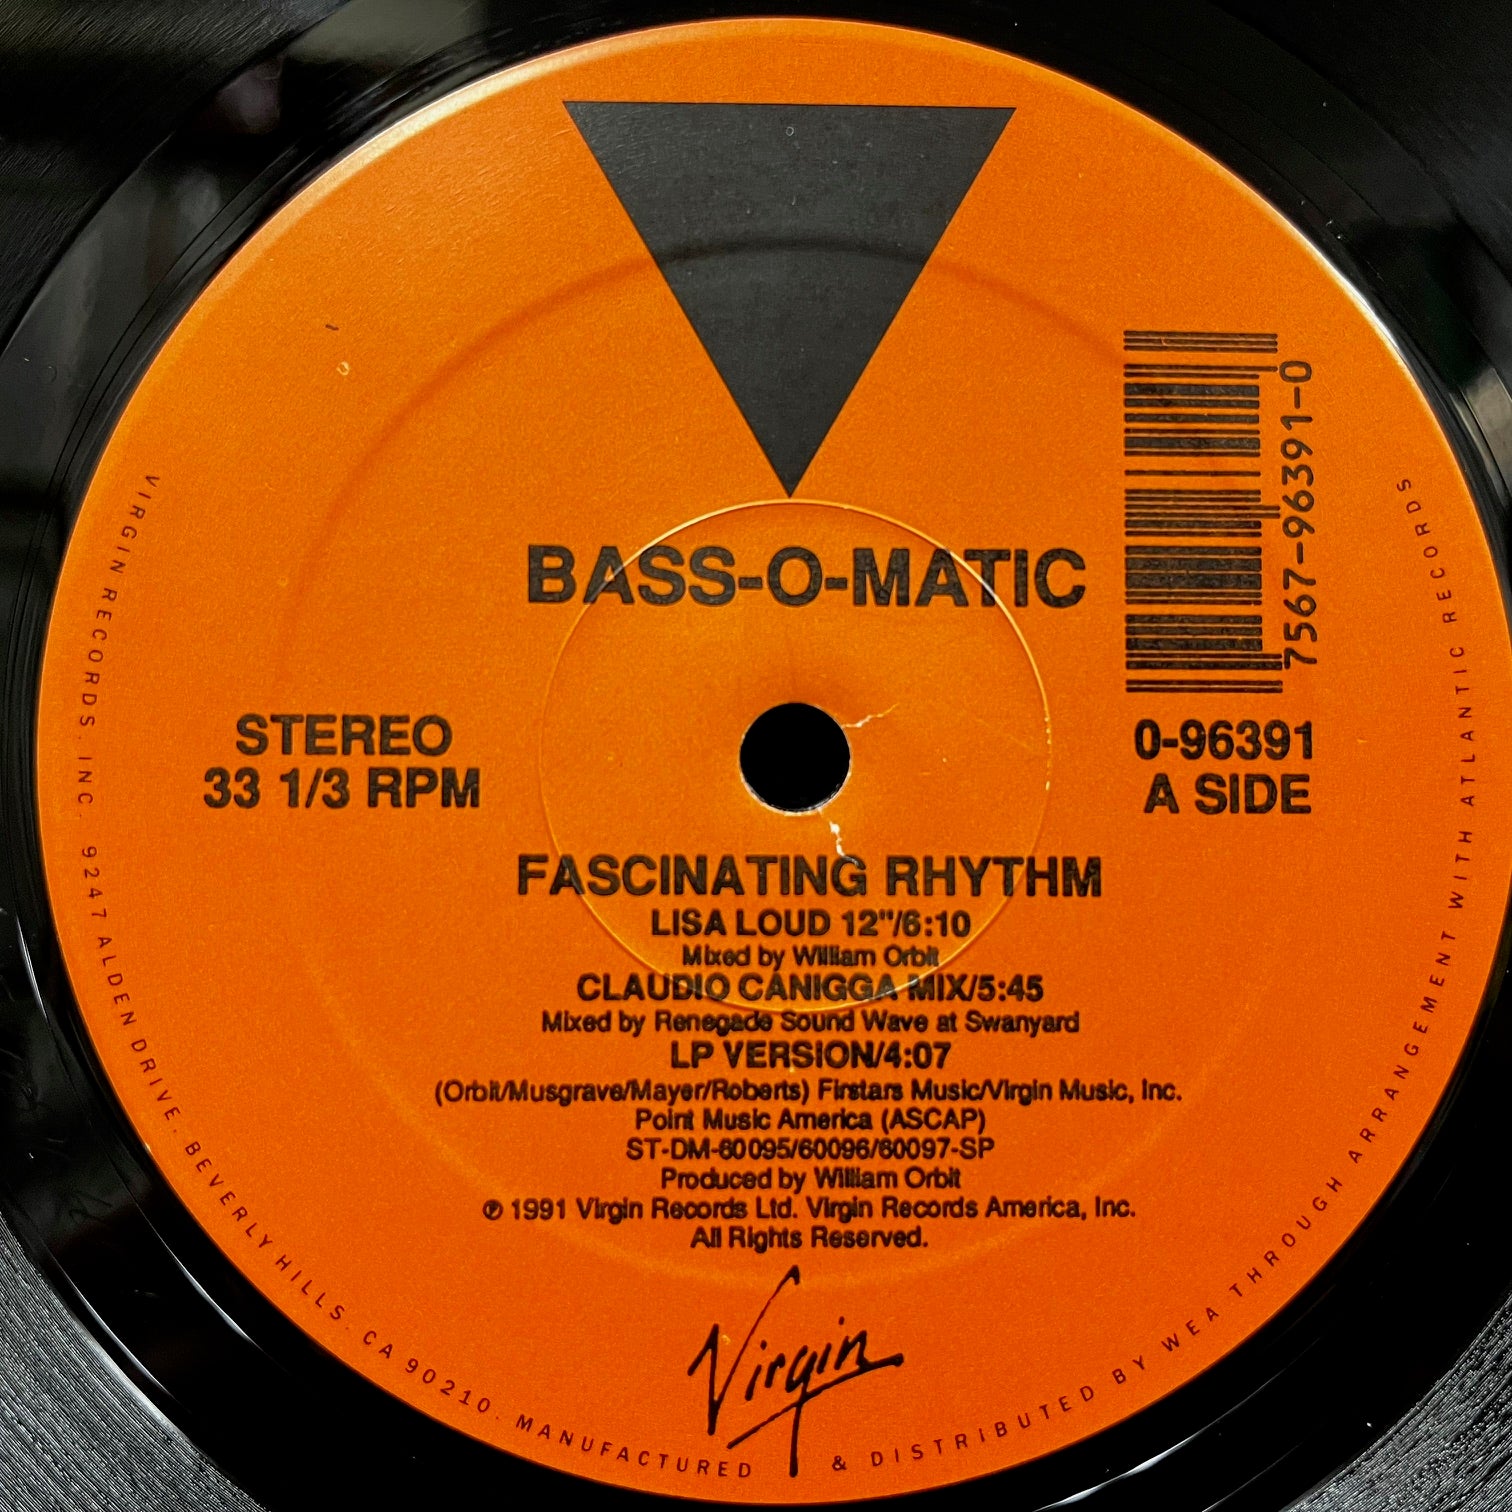 BASS-O-MATIC
7567-96391-0
STEREO
33 1/3 RPM
0-96391
A SIDE
FASCINATING RHYTHM
LISA LOUD 12"/6:10
Mixed by William Orbit
CLAUDIO CANIGGA MIX/5:45
Mixed by Renegade Sound Wave at Swanyard
LP VERSION/4:07
(Orbit/Musgrave/Mayer/Roberts) Firstars Music/Virgin Music, Inc.
Point Music America (ASCAP)
ST-DM-60095/60096/60097-SP
Produced by William Orbit
℗ 1991 Virgin Records Ltd. Virgin Records America, Inc.
All Rights Reserved.
Virgin
VIRGIN RECORDS, INC. 9247 ALDEN DRIVE, BEVERLY HILLS, CA 90210. MANUFACTURED & DISTRIBUTED BY WEA THROUGH ARRANGEMENT WITH ATLANTIC RECORDS